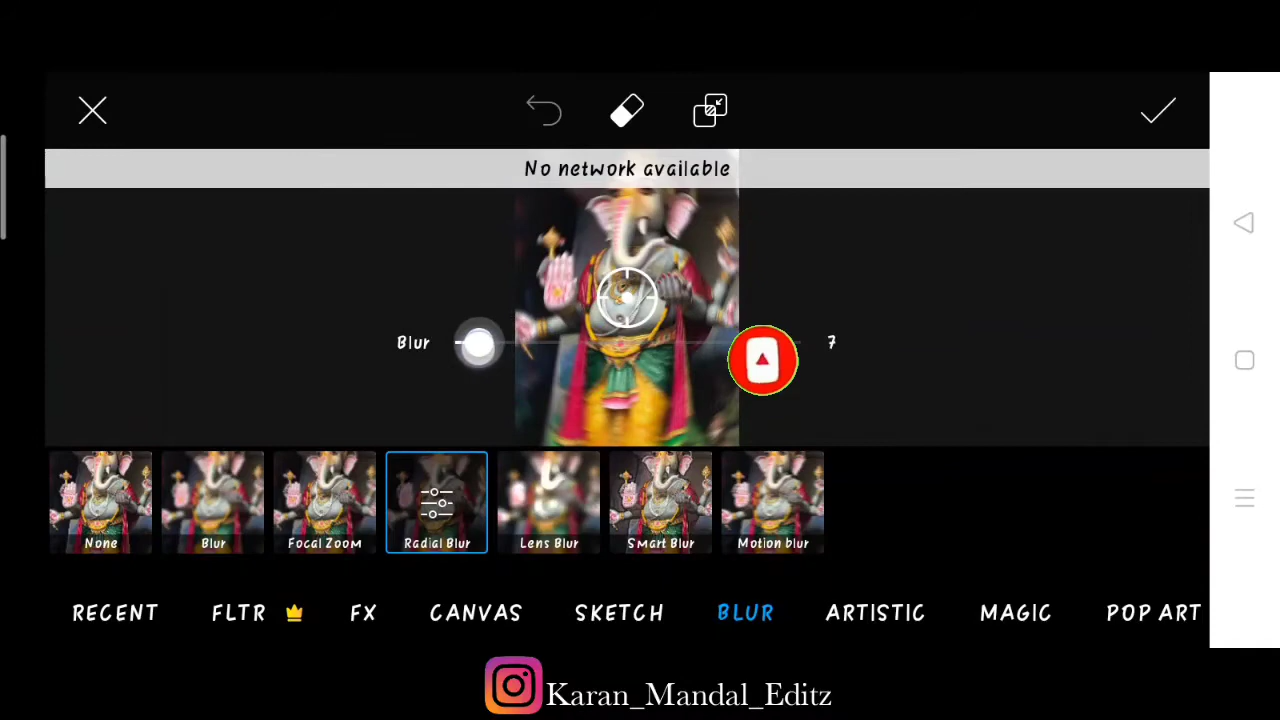 No network available
Blur
7
None
Blur
Focal Zoom
Radial Blur
Lens Blur
Smart Blur
Motion blur
RECENT
FLTR
FX
CANVAS
SKETCH
BLUR
ARTISTIC
MAGIC
POP ART
Karan_Mandal_Editz